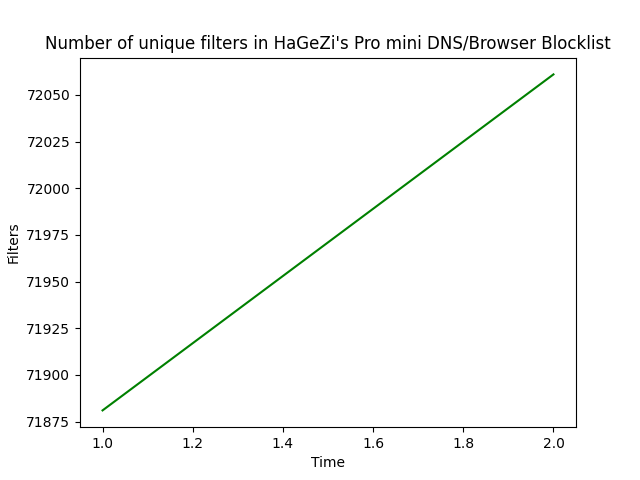 Number of unique filters in HaGeZi's Pro mini DNS/Browser Blocklist
72050
72025
72000
71975
71950
71925
71900
71875
Filters
1.0 1.2 1.4 1.6 1.8 2.0
Time